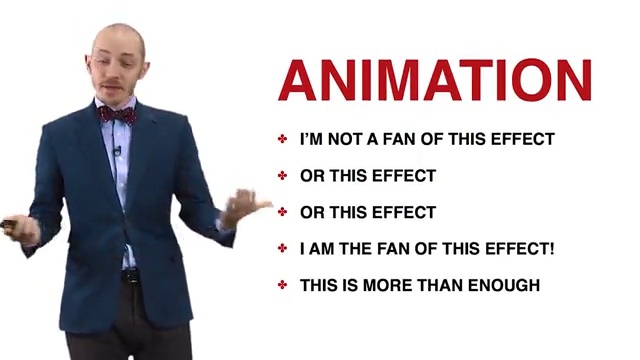 ANIMATION
I'M NOT A FAN OF THIS EFFECT
OR THIS EFFECT
OR THIS EFFECT
I AM THE FAN OF THIS EFFECT!
THIS IS MORE THAN ENOUGH